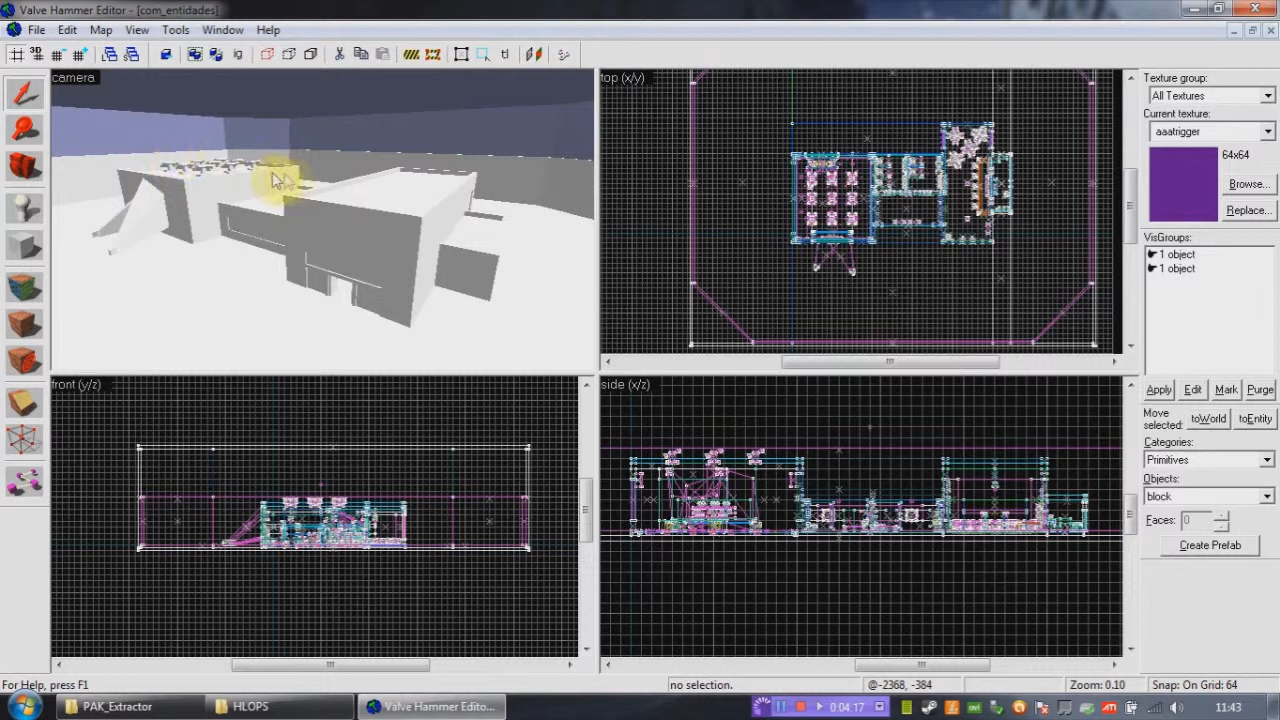 Valve Hammer Editor - [com_entidades]
File Edit Map View Tools Window Help
3D ig tl
camera
top (x/y)
front (y/z)
side (x/z)
Texture group:
All Textures
Current texture:
aaatrigger
64x64
Browse...
Replace...
VisGroups:
1 object
1 object
Apply Edit Mark Purge
Move
selected:
toWorld toEntity
Categories:
Primitives
Objects:
block
Faces: 0
Create Prefab
For Help, press F1
no selection.
@-2368, -384
Zoom: 0.10
Snap: On Grid: 64
PAK_Extractor
HLOPS
Valve Hammer Edito...
0:04:17
11:43